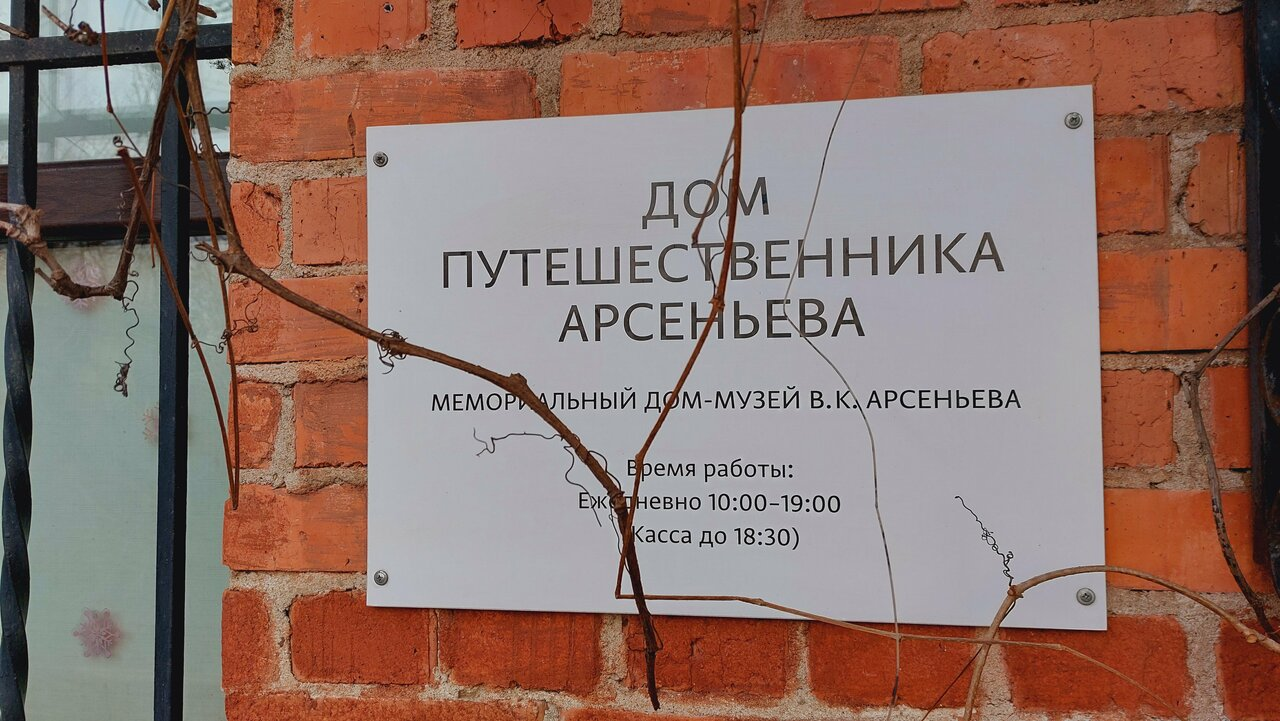 ДОМ
ПУТЕШЕСТВЕННИКА
АРСЕНЬЕВА
МЕМОРИАЛЬНЫЙ ДОМ-МУЗЕЙ В.К. АРСЕНЬЕВА
Время работы:
Ежедневно 10:00-19:00
(Касса до 18:30)